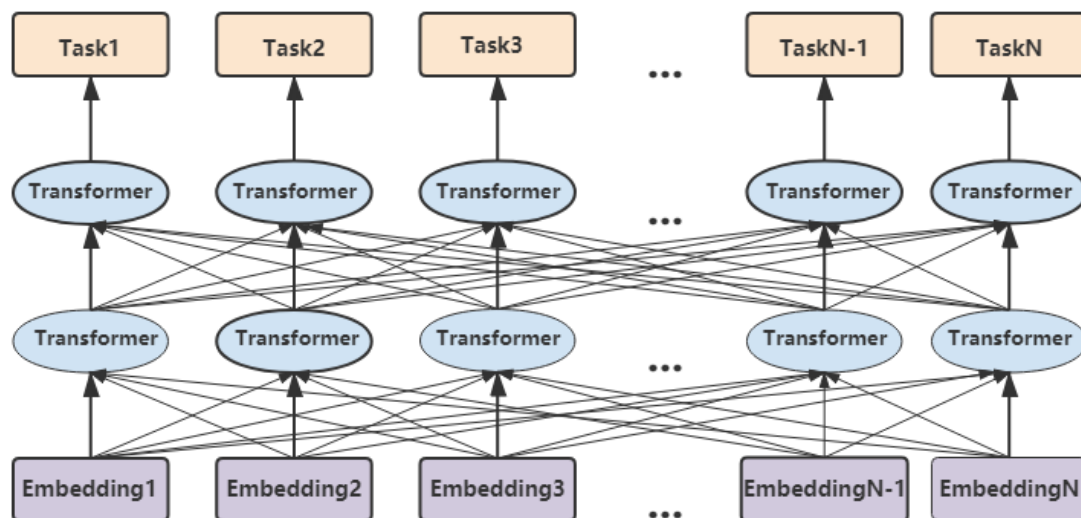 Task1 Task2 Task3 ... TaskN-1 TaskN
Transformer Transformer Transformer ... Transformer Transformer
Transformer Transformer Transformer ... Transformer Transformer
Embedding1 Embedding2 Embedding3 ... EmbeddingN-1 EmbeddingN